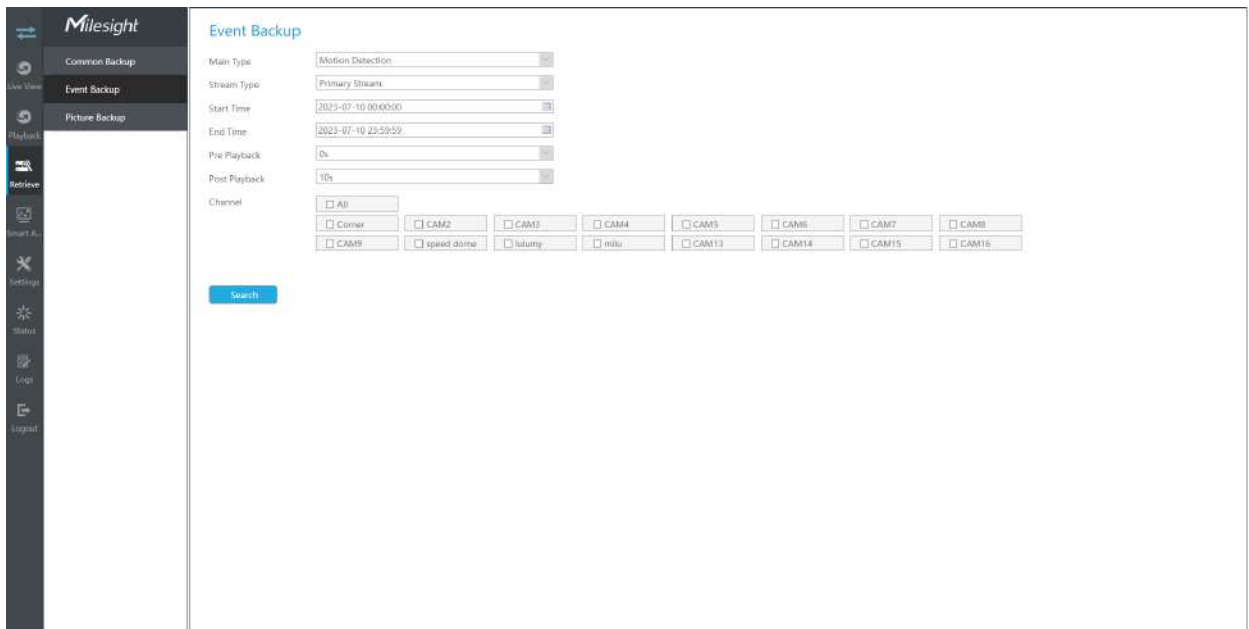 Milesight
Live View
Playback
Retrieve
Smart A...
Settings
Status
Logs
Logout
Common Backup
Event Backup
Picture Backup
Event Backup
Main Type Motion Detection
Stream Type Primary Stream
Start Time 2023-07-10 00:00:00
End Time 2023-07-10 23:59:59
Pre Playback 0s
Post Playback 10s
Channel All
Corner CAM2 CAM3 CAM4 CAM5 CAM6 CAM7 CAM8
CAM9 speed dome lulumy milu CAM13 CAM14 CAM15 CAM16
Search